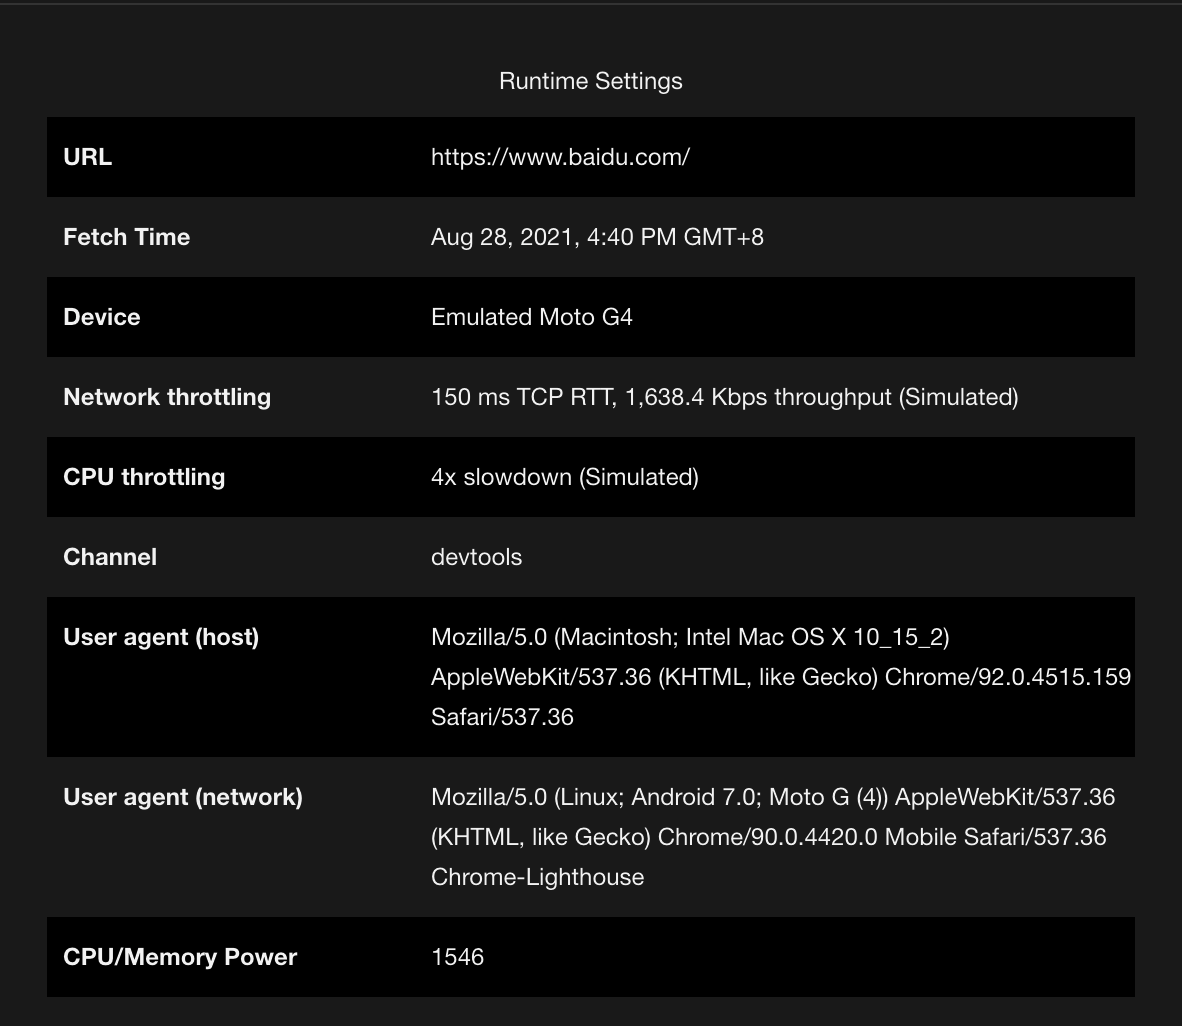 Runtime Settings
URL https://www.baidu.com/
Fetch Time Aug 28, 2021, 4:40 PM GMT+8
Device Emulated Moto G4
Network throttling 150 ms TCP RTT, 1,638.4 Kbps throughput (Simulated)
CPU throttling 4x slowdown (Simulated)
Channel devtools
User agent (host) Mozilla/5.0 (Macintosh; Intel Mac OS X 10_15_2)
AppleWebKit/537.36 (KHTML, like Gecko) Chrome/92.0.4515.159
Safari/537.36
User agent (network) Mozilla/5.0 (Linux; Android 7.0; Moto G (4)) AppleWebKit/537.36
(KHTML, like Gecko) Chrome/90.0.4420.0 Mobile Safari/537.36
Chrome-Lighthouse
CPU/Memory Power 1546